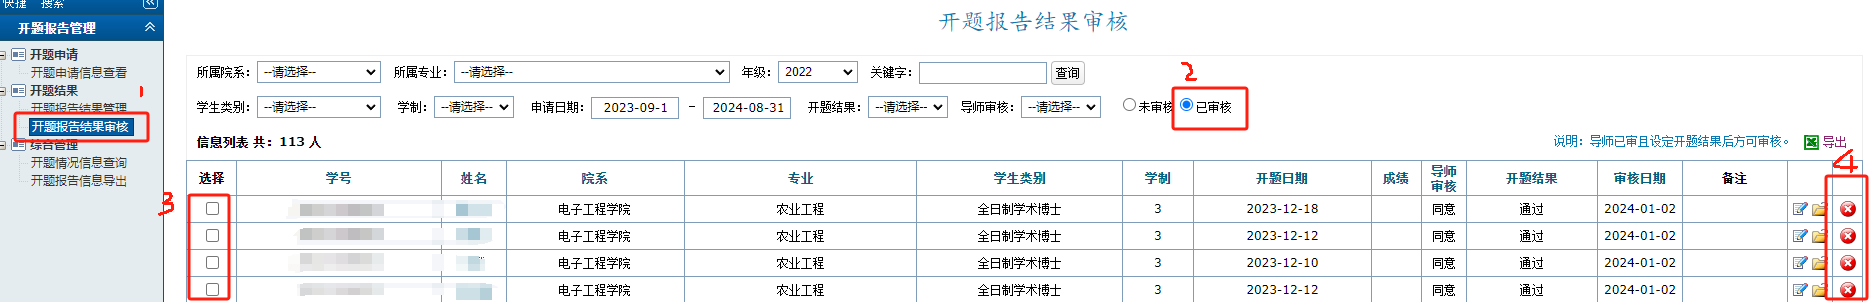 快捷 搜索
开题报告管理
开题申请
开题申请信息查看
开题结果
开题报告结果管理
开题报告结果审核
综合管理
开题情况信息查询
开题报告信息导出
1
开题报告结果审核
所属院系: --请选择-- 所属专业: --请选择-- 年级: 2022 关键字: 查询
2
学生类别: --请选择-- 学制: --请选择-- 申请日期: 2023-09-1 - 2024-08-31 开题结果: --请选择-- 导师审核: --请选择-- 未审核 已审核
信息列表 共: 113 人 说明: 导师已审且设定开题结果后方可审核。 导出
3
4
选择 学号 姓名 院系 专业 学生类别 学制 开题日期 成绩 导师审核 开题结果 审核日期 备注
电子工程学院 农业工程 全日制学术博士 3 2023-12-18 同意 通过 2024-01-02
电子工程学院 农业工程 全日制学术博士 3 2023-12-12 同意 通过 2024-01-02
电子工程学院 农业工程 全日制学术博士 3 2023-12-10 同意 通过 2024-01-02
电子工程学院 农业工程 全日制学术博士 3 2023-12-12 同意 通过 2024-01-02